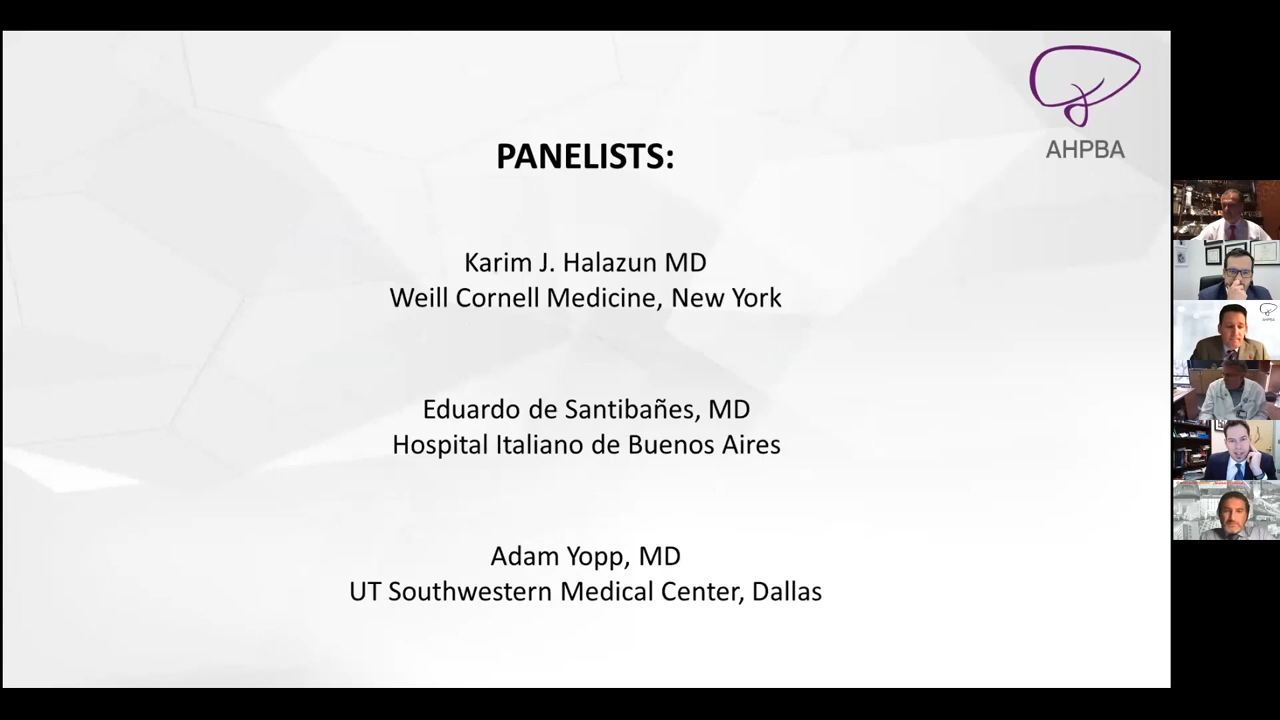 AHPBA
PANELISTS:
Karim J. Halazun MD
Weill Cornell Medicine, New York
Eduardo de Santibañes, MD
Hospital Italiano de Buenos Aires
Adam Yopp, MD
UT Southwestern Medical Center, Dallas
AHPBA